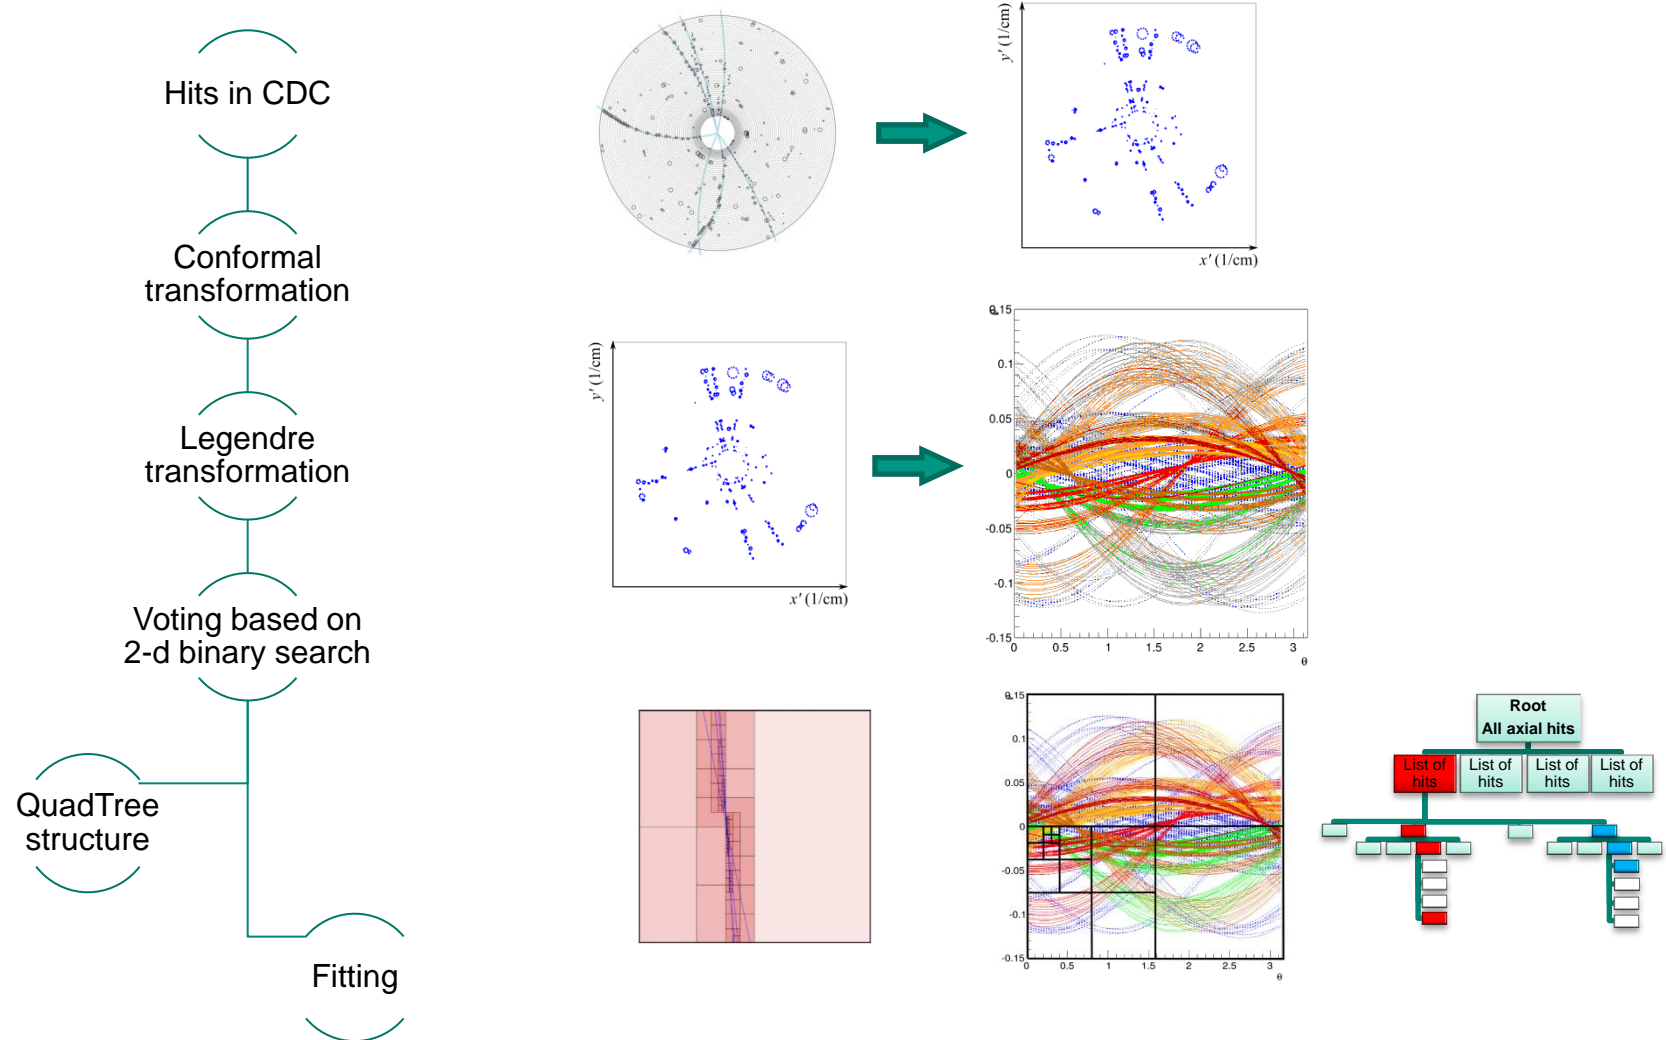 Hits in CDC
Conformal
transformation
Legendre
transformation
Voting based on
2-d binary search
QuadTree
structure
Fitting
y' (1/cm)
x' (1/cm)
y' (1/cm)
x' (1/cm)
0.15
0.1
0.05
0
-0.05
-0.1
-0.15
0 0.5 1 1.5 2 2.5 3
θ
0.15
0.1
0.05
0
-0.05
-0.1
-0.15
0 0.5 1 1.5 2 2.5 3
θ
Root
All axial hits
List of hits
List of hits
List of hits
List of hits